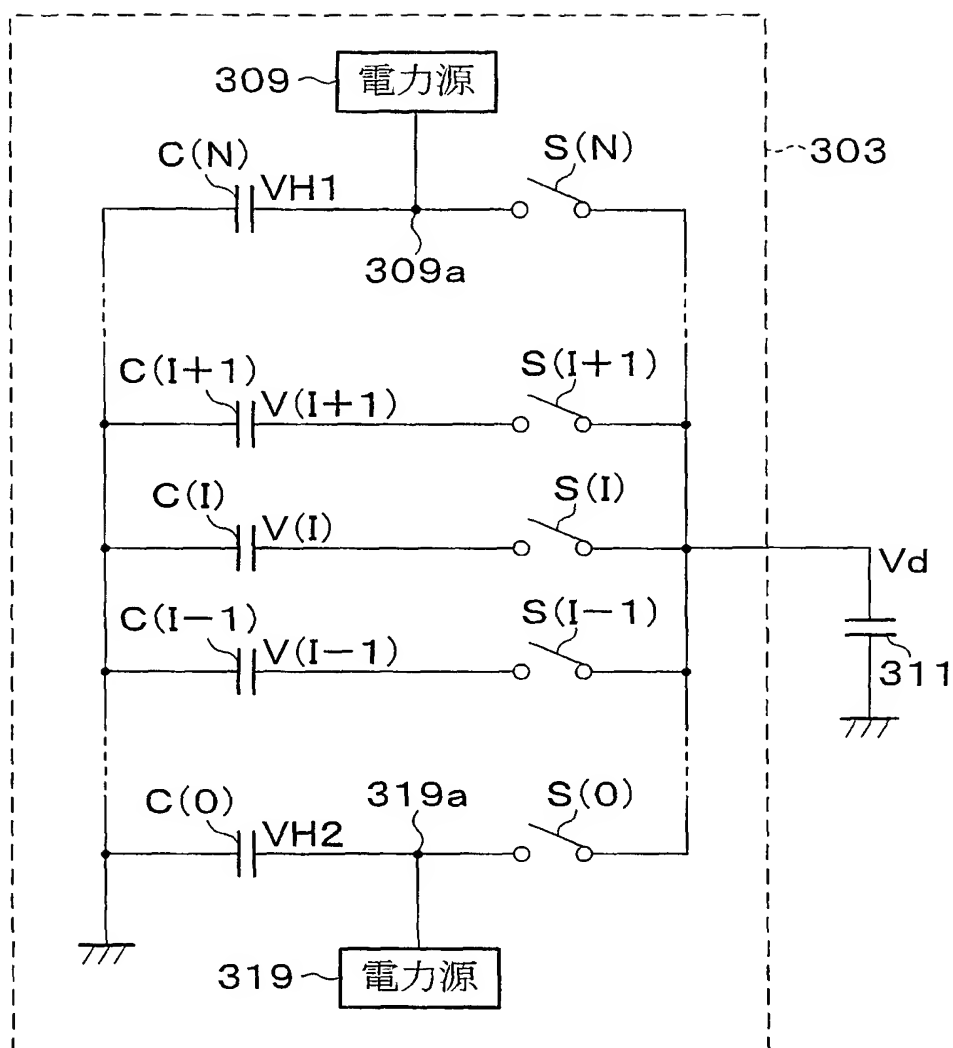 309
電力源
C(N)
VH1
S(N)
303
309a
C(I+1)
V(I+1)
S(I+1)
C(I)
V(I)
S(I)
Vd
C(I-1)
V(I-1)
S(I-1)
311
C(0)
VH2
319a
S(0)
319
電力源